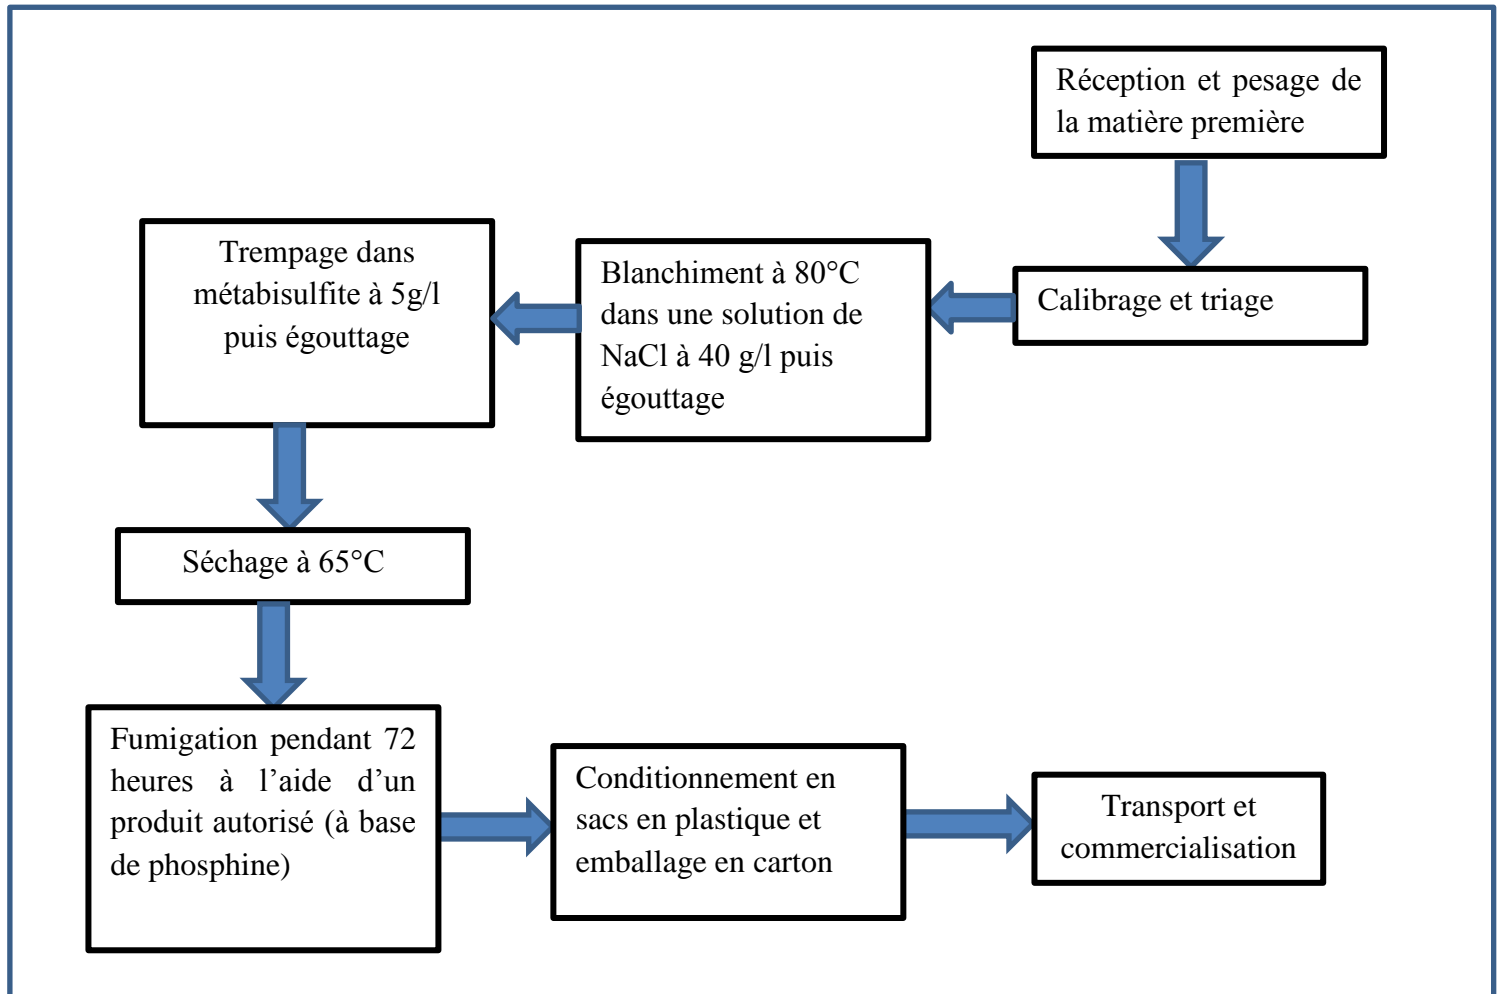 Réception et pesage de
la matière première
Calibrage et triage
Blanchiment à 80°C
dans une solution de
NaCl à 40 g/l puis
égouttage
Trempage dans
métabisulfite à 5g/l
puis égouttage
Séchage à 65°C
Fumigation pendant 72
heures à l’aide d’un
produit autorisé (à base
de phosphine)
Conditionnement en
sacs en plastique et
emballage en carton
Transport et
commercialisation